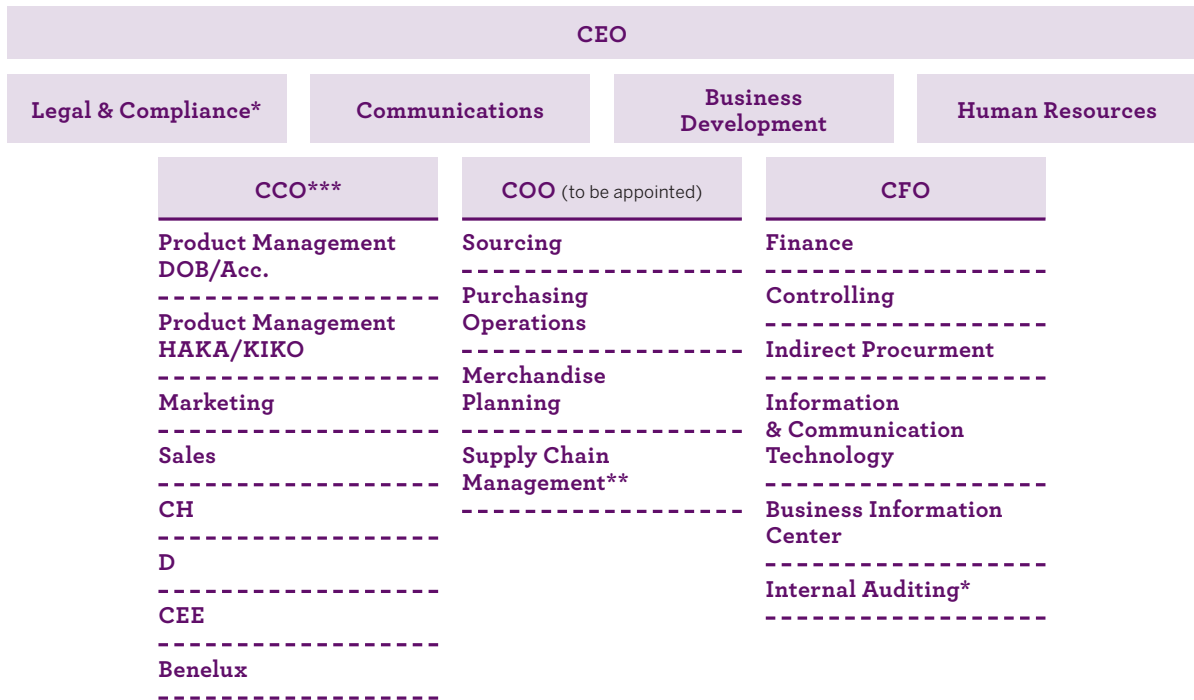 CEO
Legal & Compliance*
Communications
Business
Development
Human Resources
CCO***
Product Management
DOB/Acc.
Product Management
HAKA/KIKO
Marketing
Sales
CH
D
CEE
Benelux
COO (to be appointed)
Sourcing
Purchasing
Operations
Merchandise
Planning
Supply Chain
Management**
CFO
Finance
Controlling
Indirect Procurment
Information
& Communication
Technology
Business Information
Center
Internal Auditing*